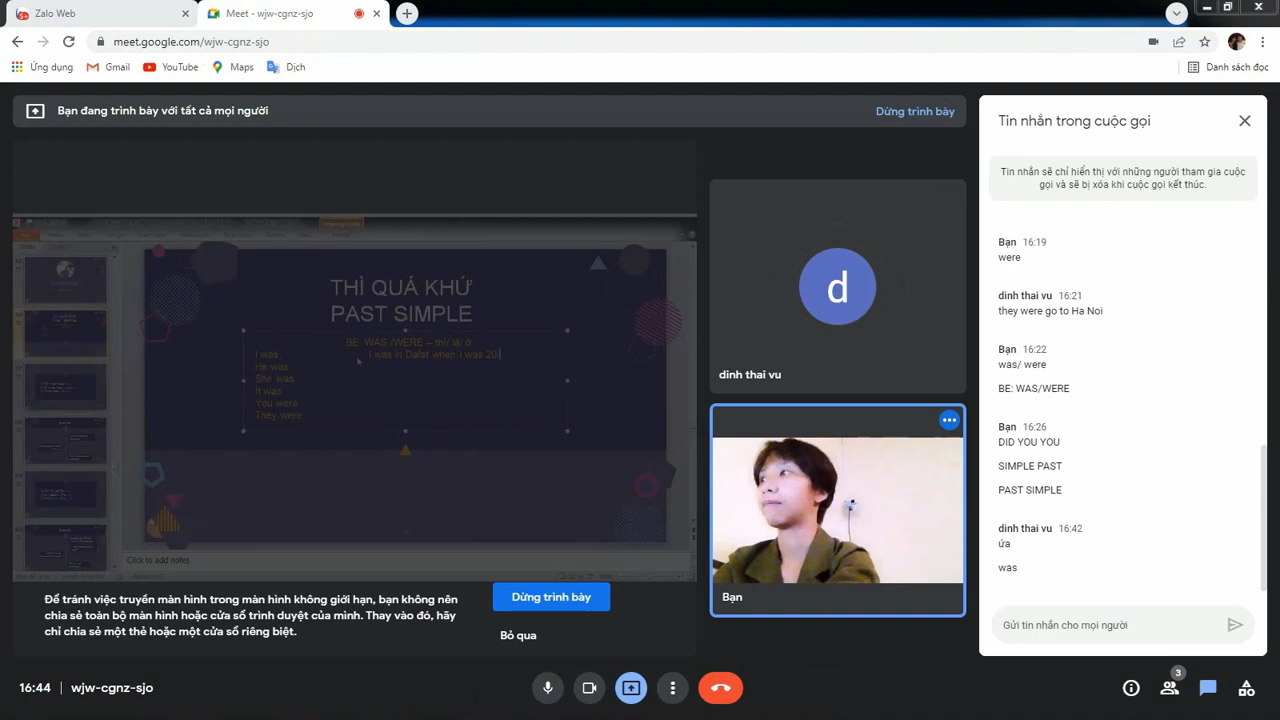 Zalo Web
Meet - wjw-cgnz-sjo
meet.google.com/wjw-cgnz-sjo
Ứng dụng
Gmail
YouTube
Maps
Dịch
Danh sách đọc
Bạn đang trình bày với tất cả mọi người
Dừng trình bày
THÌ QUÁ KHỨ
PAST SIMPLE
BE: WAS /WERE – thì/ là/ ở
I was,
I was in Dalat when I was 20.
He was
She was
It was
You were
They were
Click to add notes
Để tránh việc truyền màn hình trong màn hình không giới hạn, bạn không nên
chia sẻ toàn bộ màn hình hoặc cửa sổ trình duyệt của mình. Thay vào đó, hãy
chỉ chia sẻ một thẻ hoặc một cửa sổ riêng biệt.
Dừng trình bày
Bỏ qua
d
dinh thai vu
Bạn
Tin nhắn trong cuộc gọi
Tin nhắn sẽ chỉ hiển thị với những người tham gia cuộc
gọi và sẽ bị xóa khi cuộc gọi kết thúc.
Bạn 16:19
were
dinh thai vu 16:21
they were go to Ha Noi
Bạn 16:22
was/ were
BE: WAS/WERE
Bạn 16:26
DID YOU YOU
SIMPLE PAST
PAST SIMPLE
dinh thai vu 16:42
ứa
was
Gửi tin nhắn cho mọi người
16:44 | wjw-cgnz-sjo
3